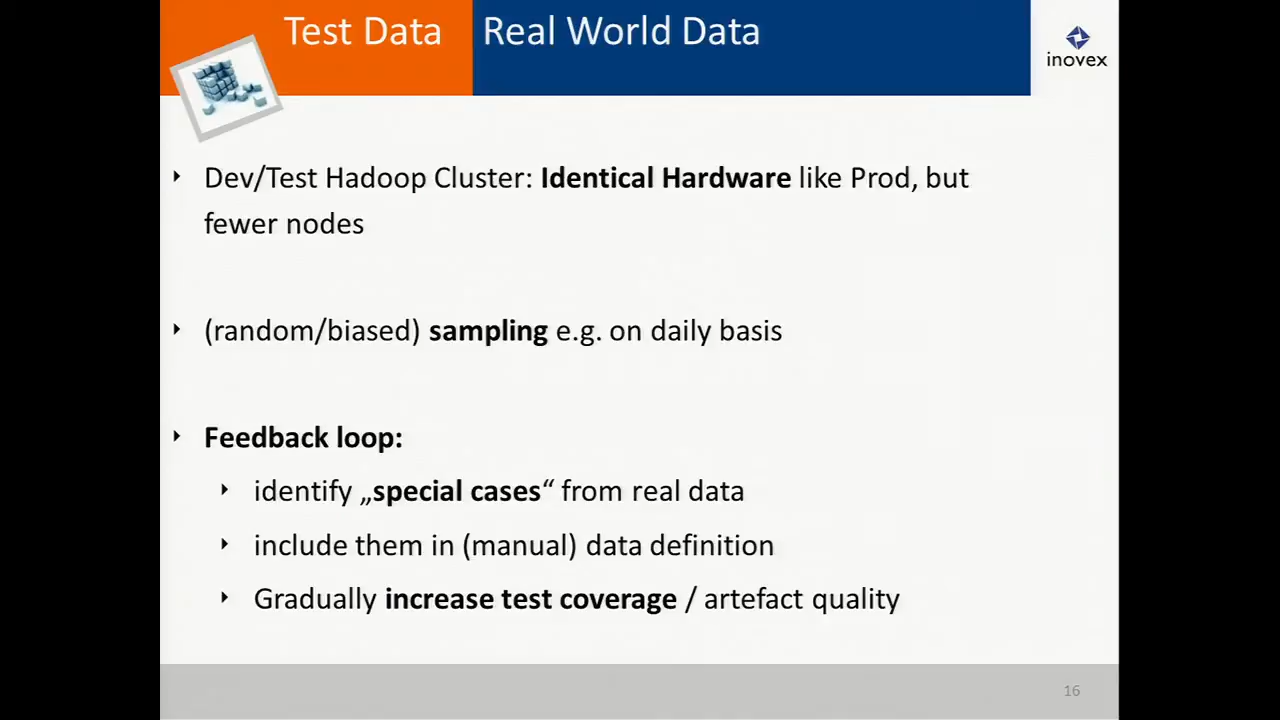 Test Data Real World Data
inovex
Dev/Test Hadoop Cluster: Identical Hardware like Prod, but
fewer nodes
(random/biased) sampling e.g. on daily basis
Feedback loop:
identify „special cases“ from real data
include them in (manual) data definition
Gradually increase test coverage / artefact quality
16